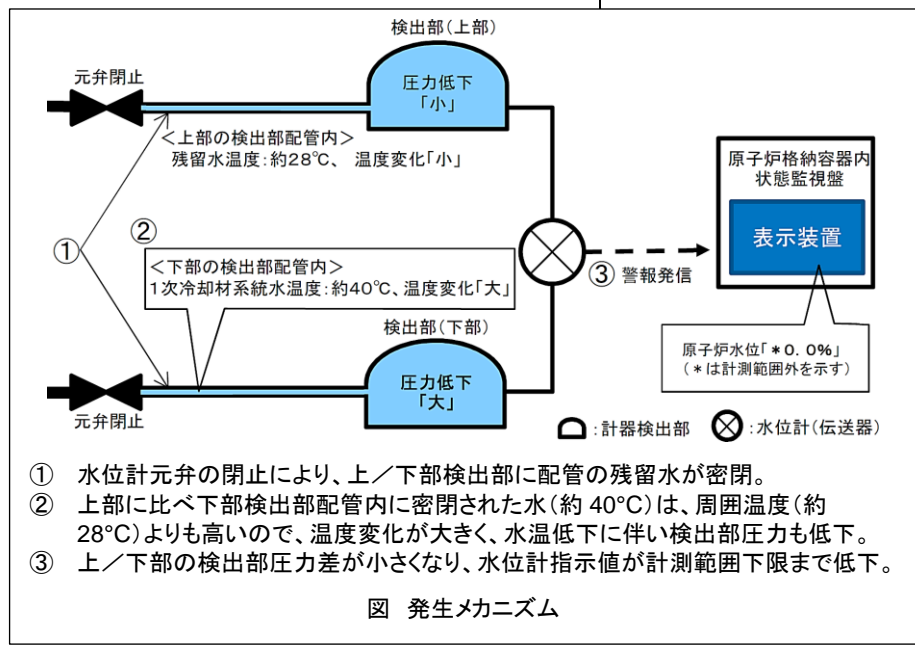 検出部(上部)
元弁閉止
圧力低下
「小」
<上部の検出部配管内>
残留水温度:約28℃、 温度変化「小」
原子炉格納容器内
状態監視盤
表示装置
①
②
<下部の検出部配管内>
1次冷却材系統水温度:約40℃、温度変化「大」
③ 警報発信
検出部(下部)
圧力低下
「大」
元弁閉止
原子炉水位「*0.0%」
(*は計測範囲外を示す)
:計器検出部 :水位計(伝送器)
① 水位計元弁の閉止により、上/下部検出部に配管の残留水が密閉。
② 上部に比べ下部検出部配管内に密閉された水(約 40°C)は、周囲温度(約
28°C)よりも高いので、温度変化が大きく、水温低下に伴い検出部圧力も低下。
③ 上/下部の検出部圧力差が小さくなり、水位計指示値が計測範囲下限まで低下。
図 発生メカニズム